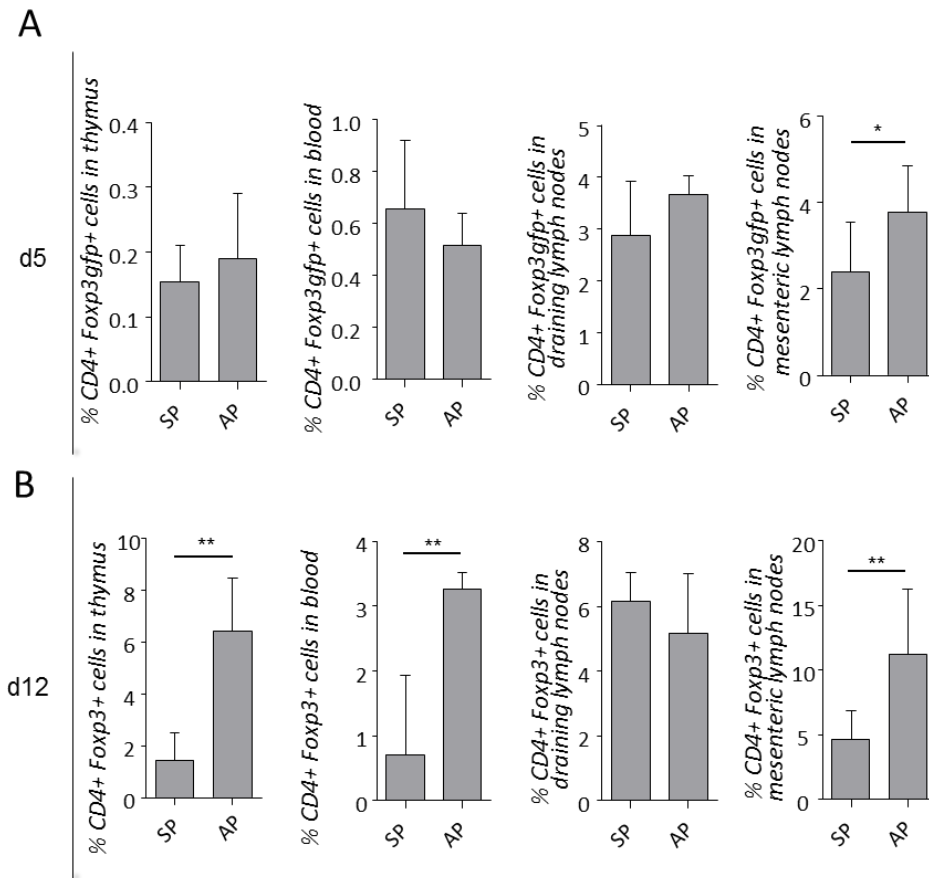 A
d5
% CD4+ Foxp3gfp+ cells in thymus
0.4
0.3
0.2
0.1
0.0
SP
AP
% CD4+ Foxp3gfp+ cells in blood
1.0
0.8
0.6
0.4
0.2
0.0
SP
AP
% CD4+ Foxp3gfp+ cells in
draining lymph nodes
5
4
3
2
1
0
SP
AP
% CD4+ Foxp3gfp+ cells in
mesenteric lymph nodes
6
4
2
0
*
SP
AP
B
d12
% CD4+ Foxp3+ cells in thymus
10
8
6
4
2
0
**
SP
AP
% CD4+ Foxp3+ cells in blood
4
3
2
1
0
**
SP
AP
% CD4+ Foxp3+ cells in
draining lymph nodes
8
6
4
2
0
SP
AP
% CD4+ Foxp3+ cells in
mesenteric lymph nodes
20
15
10
5
0
**
SP
AP